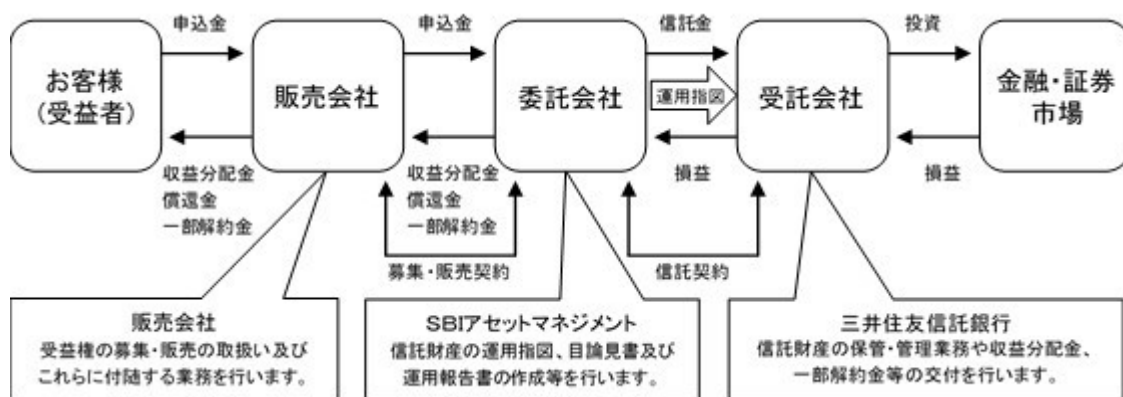 申込金
申込金
信託金
投資
お客様
(受益者)
販売会社
委託会社
運用指図
受託会社
金融・証券
市場
収益分配金
償還金
一部解約金
収益分配金
償還金
一部解約金
損益
損益
募集・販売契約
信託契約
販売会社
受益権の募集・販売の取扱い及び
これらに付随する業務を行います。
SBIアセットマネジメント
信託財産の運用指図、目論見書及び
運用報告書の作成等を行います。
三井住友信託銀行
信託財産の保管・管理業務や収益分配金、
一部解約金等の交付を行います。